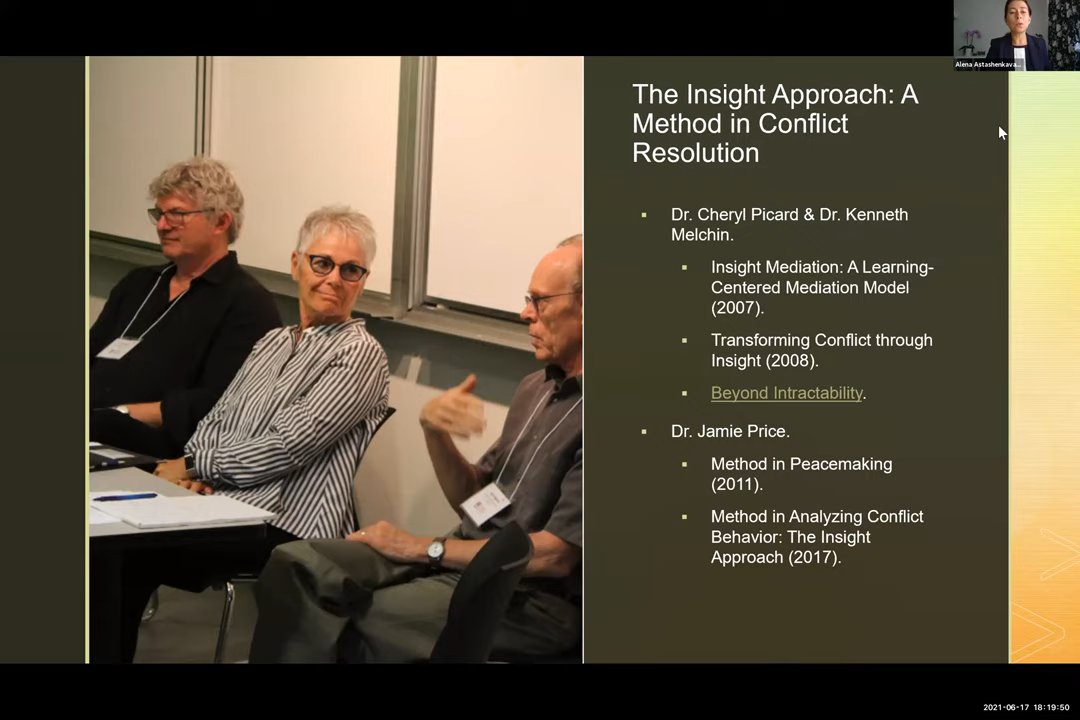 Alena Astashenkava...
The Insight Approach: A
Method in Conflict
Resolution
▪ Dr. Cheryl Picard & Dr. Kenneth
Melchin.
▪ Insight Mediation: A Learning-
Centered Mediation Model
(2007).
▪ Transforming Conflict through
Insight (2008).
▪ Beyond Intractability.
▪ Dr. Jamie Price.
▪ Method in Peacemaking
(2011).
▪ Method in Analyzing Conflict
Behavior: The Insight
Approach (2017).
2021-06-17 18:19:50